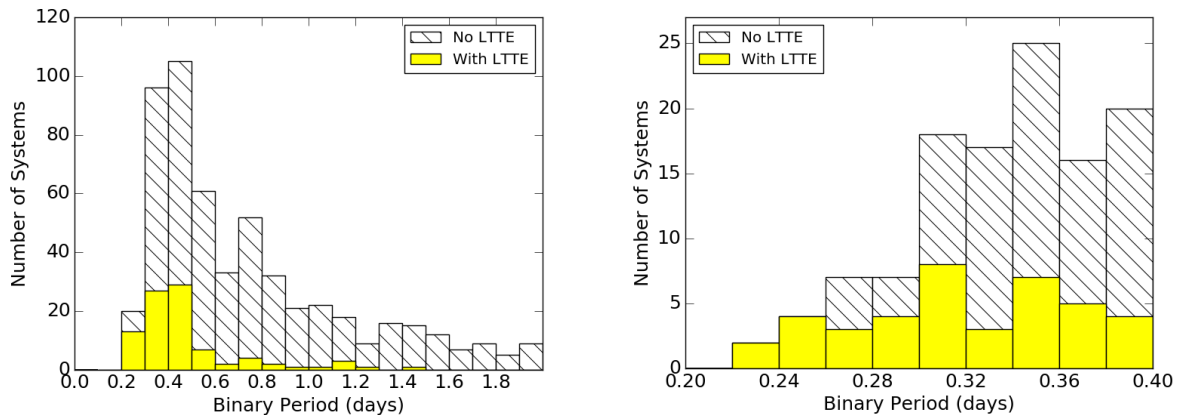 120
100
80
60
40
20
0
Number of Systems
No LTTE
With LTTE
0.0 0.2 0.4 0.6 0.8 1.0 1.2 1.4 1.6 1.8
Binary Period (days)
25
20
15
10
5
0
Number of Systems
No LTTE
With LTTE
0.20 0.24 0.28 0.32 0.36 0.40
Binary Period (days)